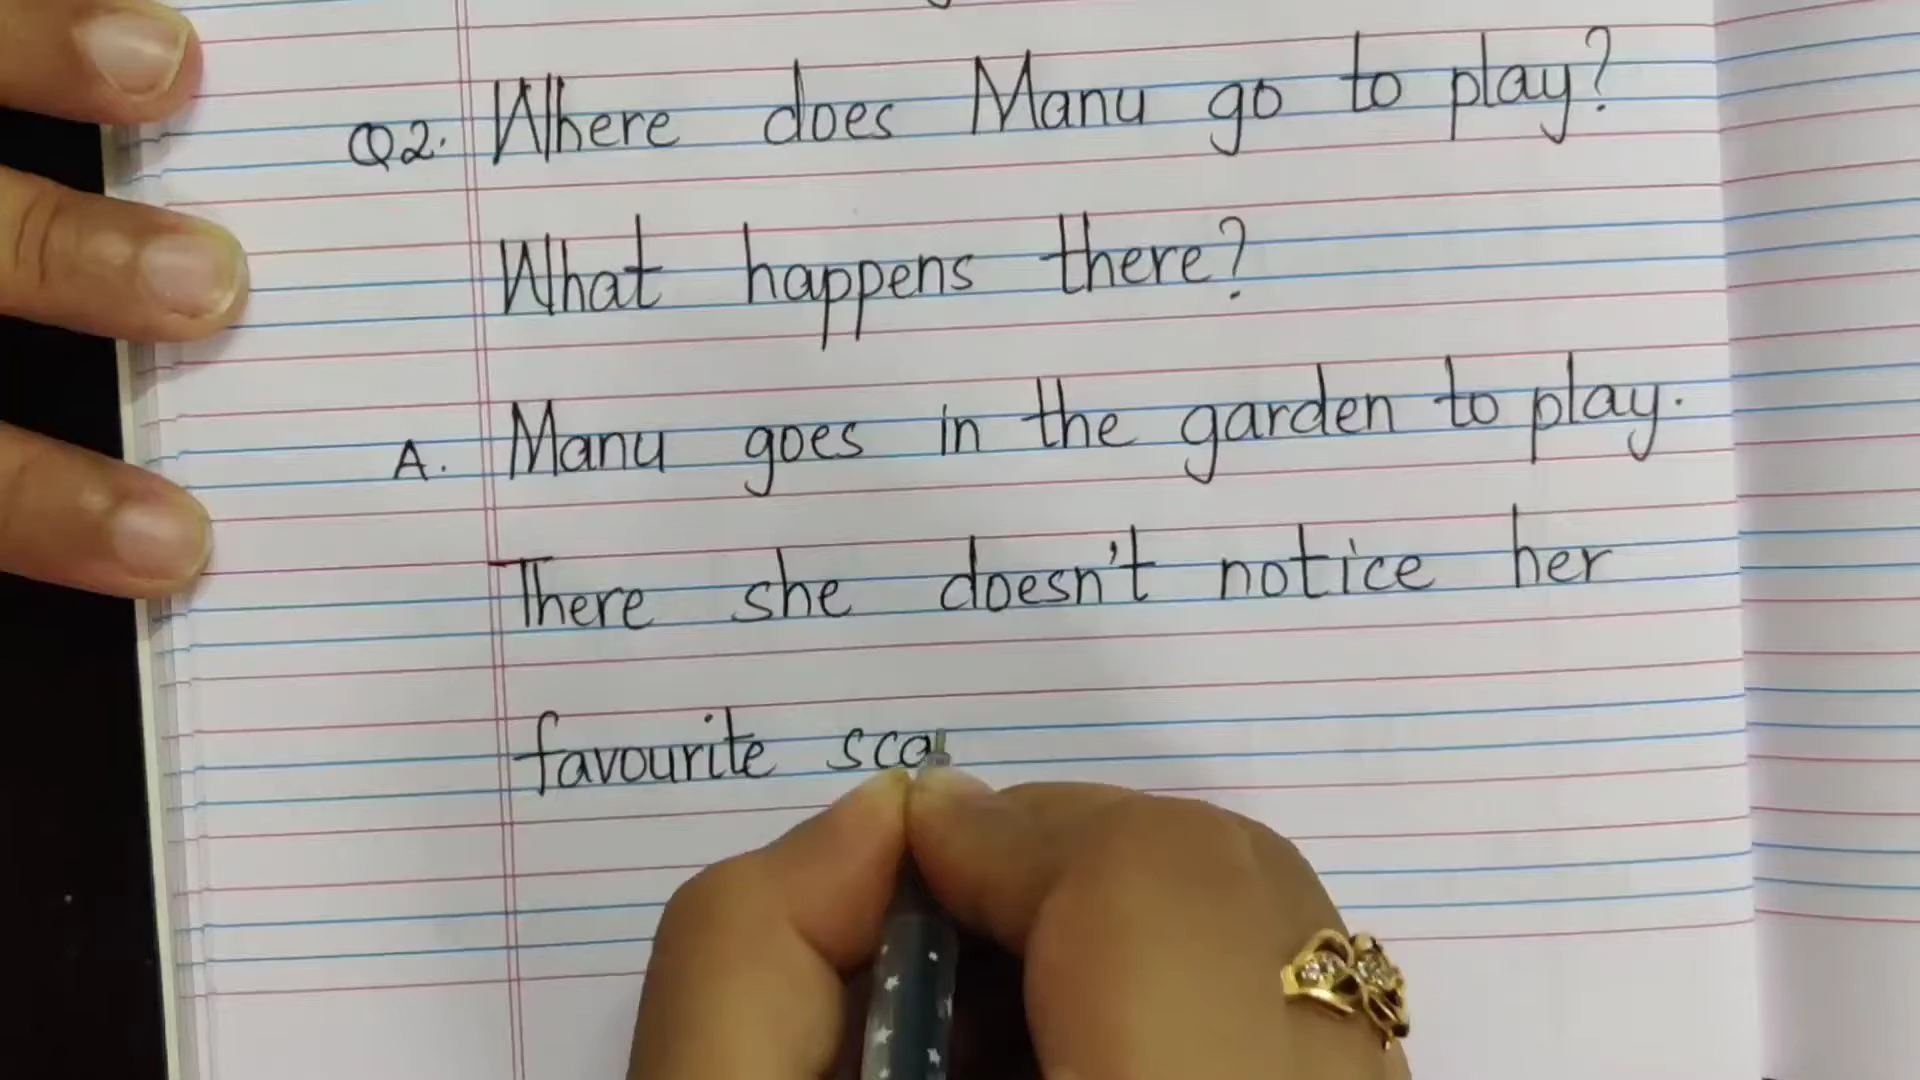 Q2. Where does Manu go to play?
What happens there?
A. Manu goes in the garden to play.
There she doesn't notice her
favourite sca